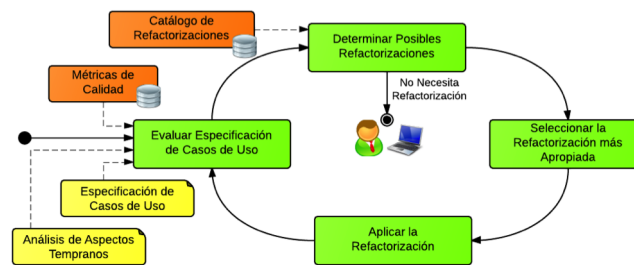 Catálogo de
Refactorizaciones
Determinar Posibles
Refactorizaciones
Métricas de
Calidad
No Necesita
Refactorización
Evaluar Especificación
de Casos de Uso
Seleccionar la
Refactorización más
Apropiada
Especificación de
Casos de Uso
Análisis de Aspectos
Tempranos
Aplicar la
Refactorización